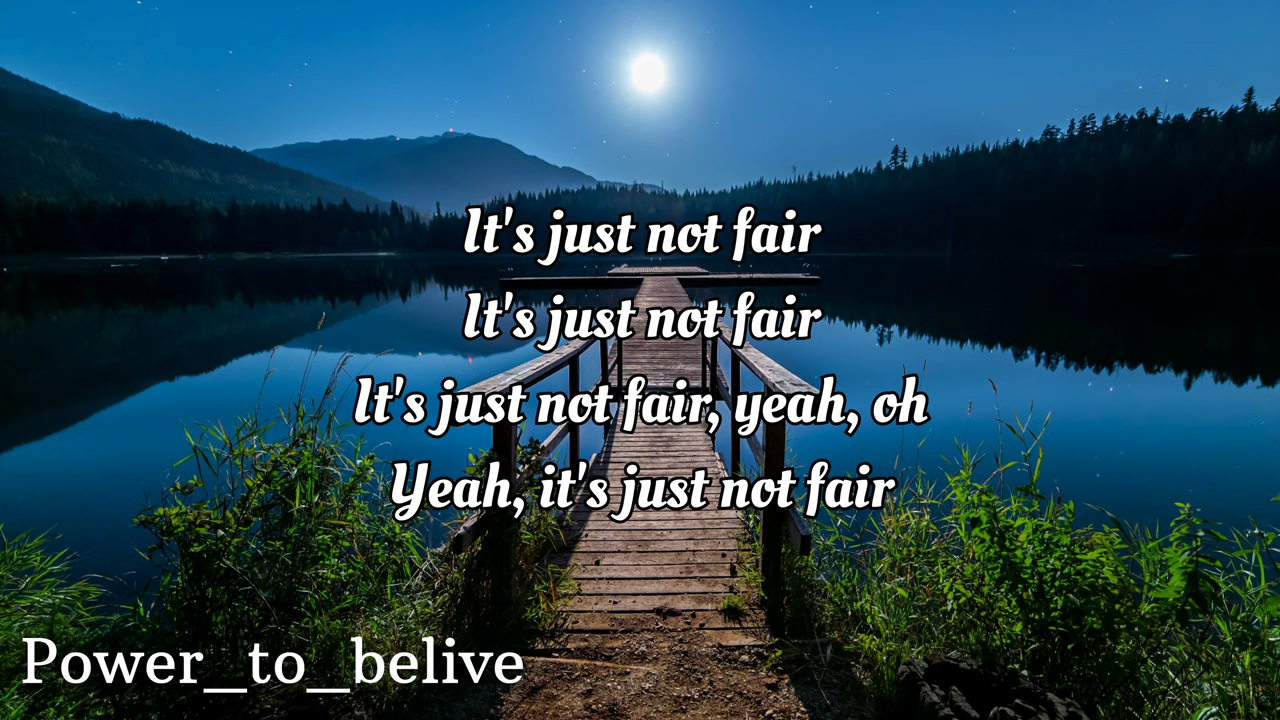 It's just not fair
It's just not fair
It's just not fair, yeah, oh
Yeah, it's just not fair
Power_to_belive